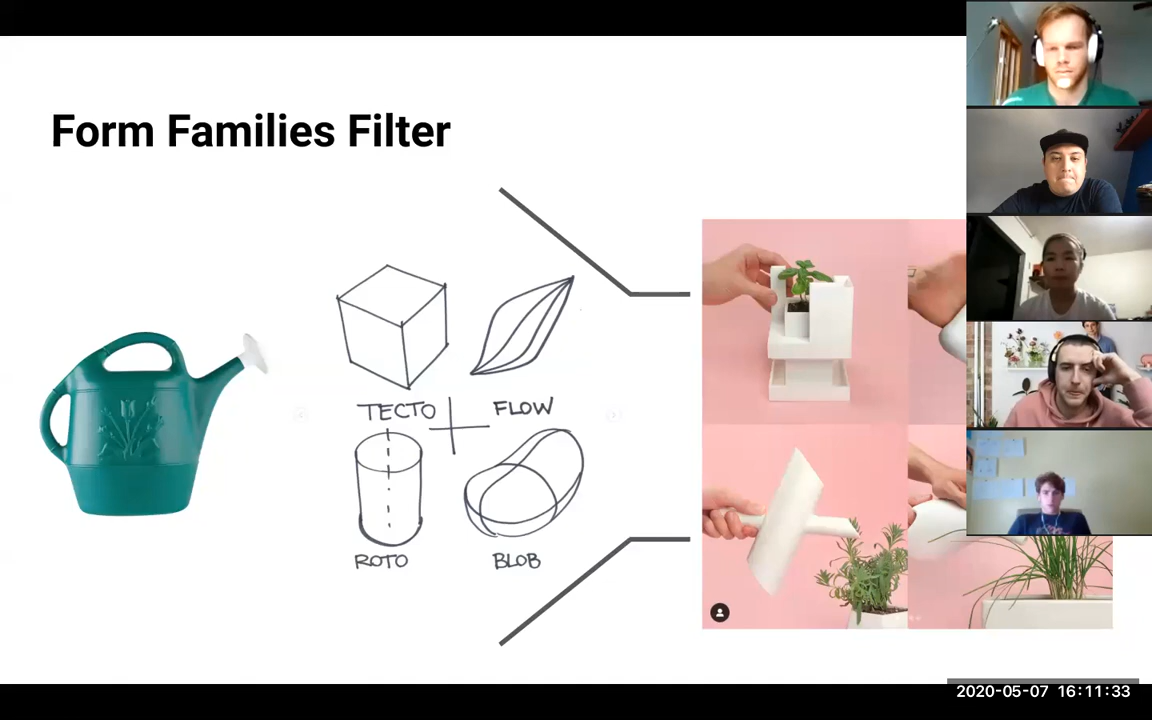 Form Families Filter
TECTO
FLOW
ROTO
BLOB
2020-05-07 16:11:33